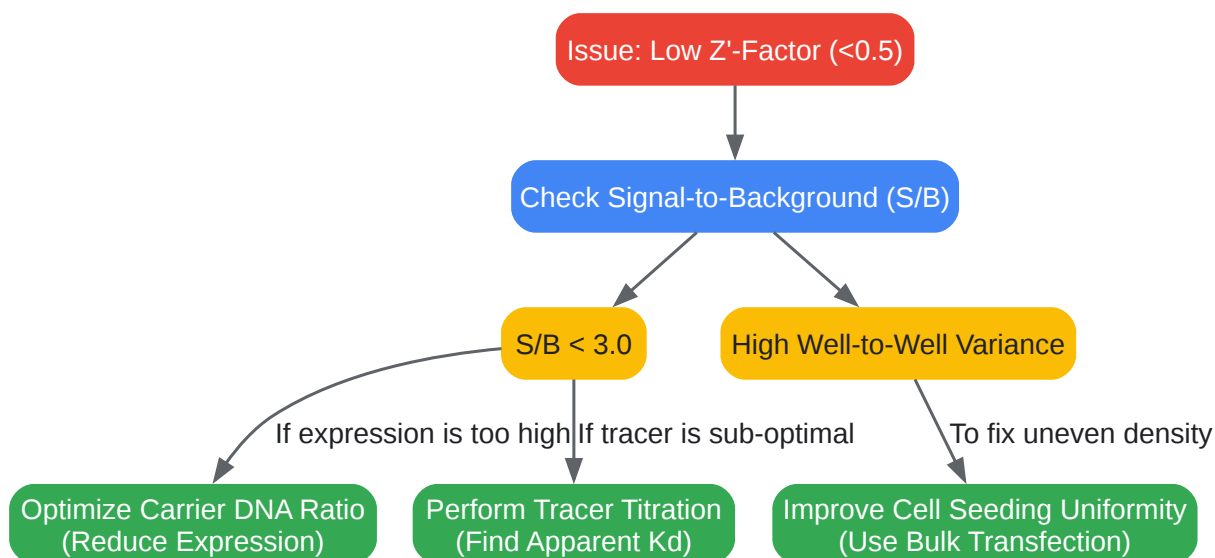 Issue: Low Z'-Factor (<0.5)
Check Signal-to-Background (S/B)
S/B < 3.0
High Well-to-Well Variance
If expression is too high
If tracer is sub-optimal
To fix uneven density
Optimize Carrier DNA Ratio
(Reduce Expression)
Perform Tracer Titration
(Find Apparent Kd)
Improve Cell Seeding Uniformity
(Use Bulk Transfection)